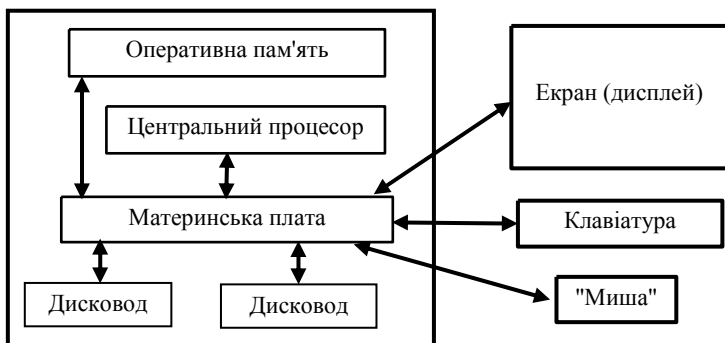 Оперативна пам'ять
Екран (дисплей)
Центральний процесор
Материнська плата
Клавіатура
Дисковод
Дисковод
"Миша"